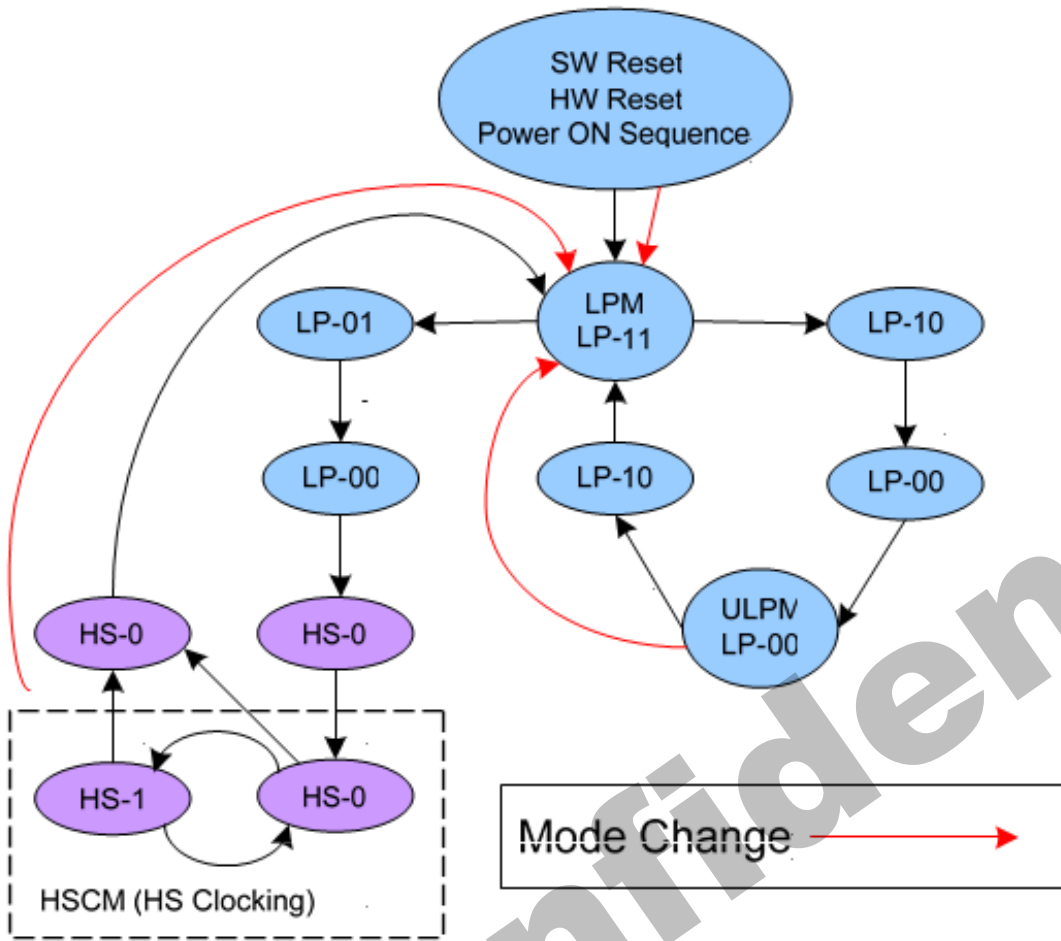 SW Reset
HW Reset
Power ON Sequence
LPM
LP-11
LP-01
LP-10
LP-00
LP-10
LP-00
ULPM
LP-00
HS-0
HS-0
HS-1
HS-0
HSCM (HS Clocking)
Mode Change
nfiden